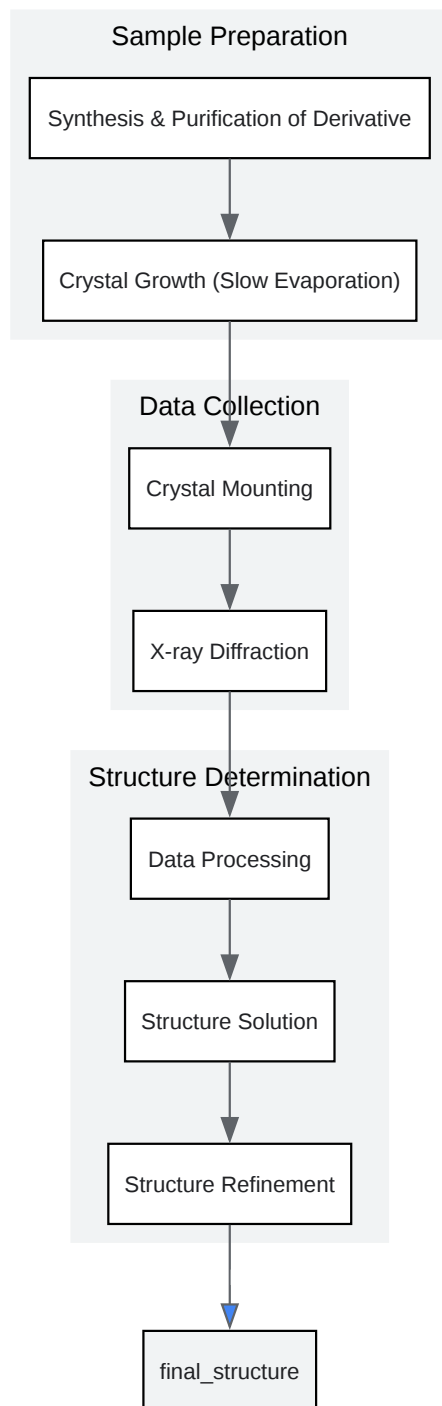 Sample Preparation
Synthesis & Purification of Derivative
Crystal Growth (Slow Evaporation)
Data Collection
Crystal Mounting
X-ray Diffraction
Structure Determination
Data Processing
Structure Solution
Structure Refinement
final_structure